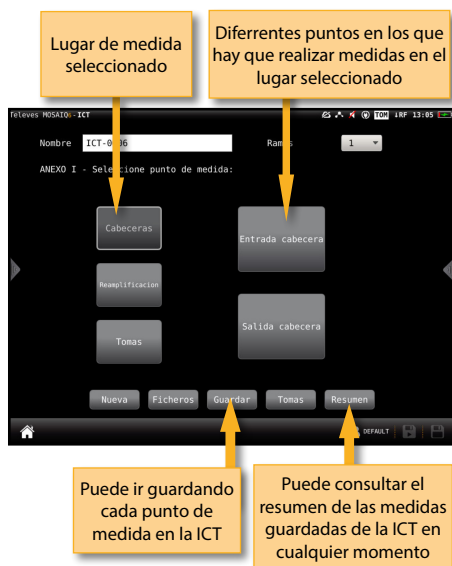 Lugar de medida
seleccionado
Diferrentes puntos en los que
hay que realizar medidas en el
lugar seleccionado
Televes MOSAIQ6-ICT
TOM ↓RF 13:05
Nombre ICT-0 96 Ramas 1
ANEXO I - Seleccione punto de medida:
Cabeceras
Entrada cabecera
Reamplificacion
Salida cabecera
Tomas
Nueva Ficheros Guardar Tomas Resumen
DEFAULT
Puede ir guardando
cada punto de
medida en la ICT
Puede consultar el
resumen de las medidas
guardadas de la ICT en
cualquier momento